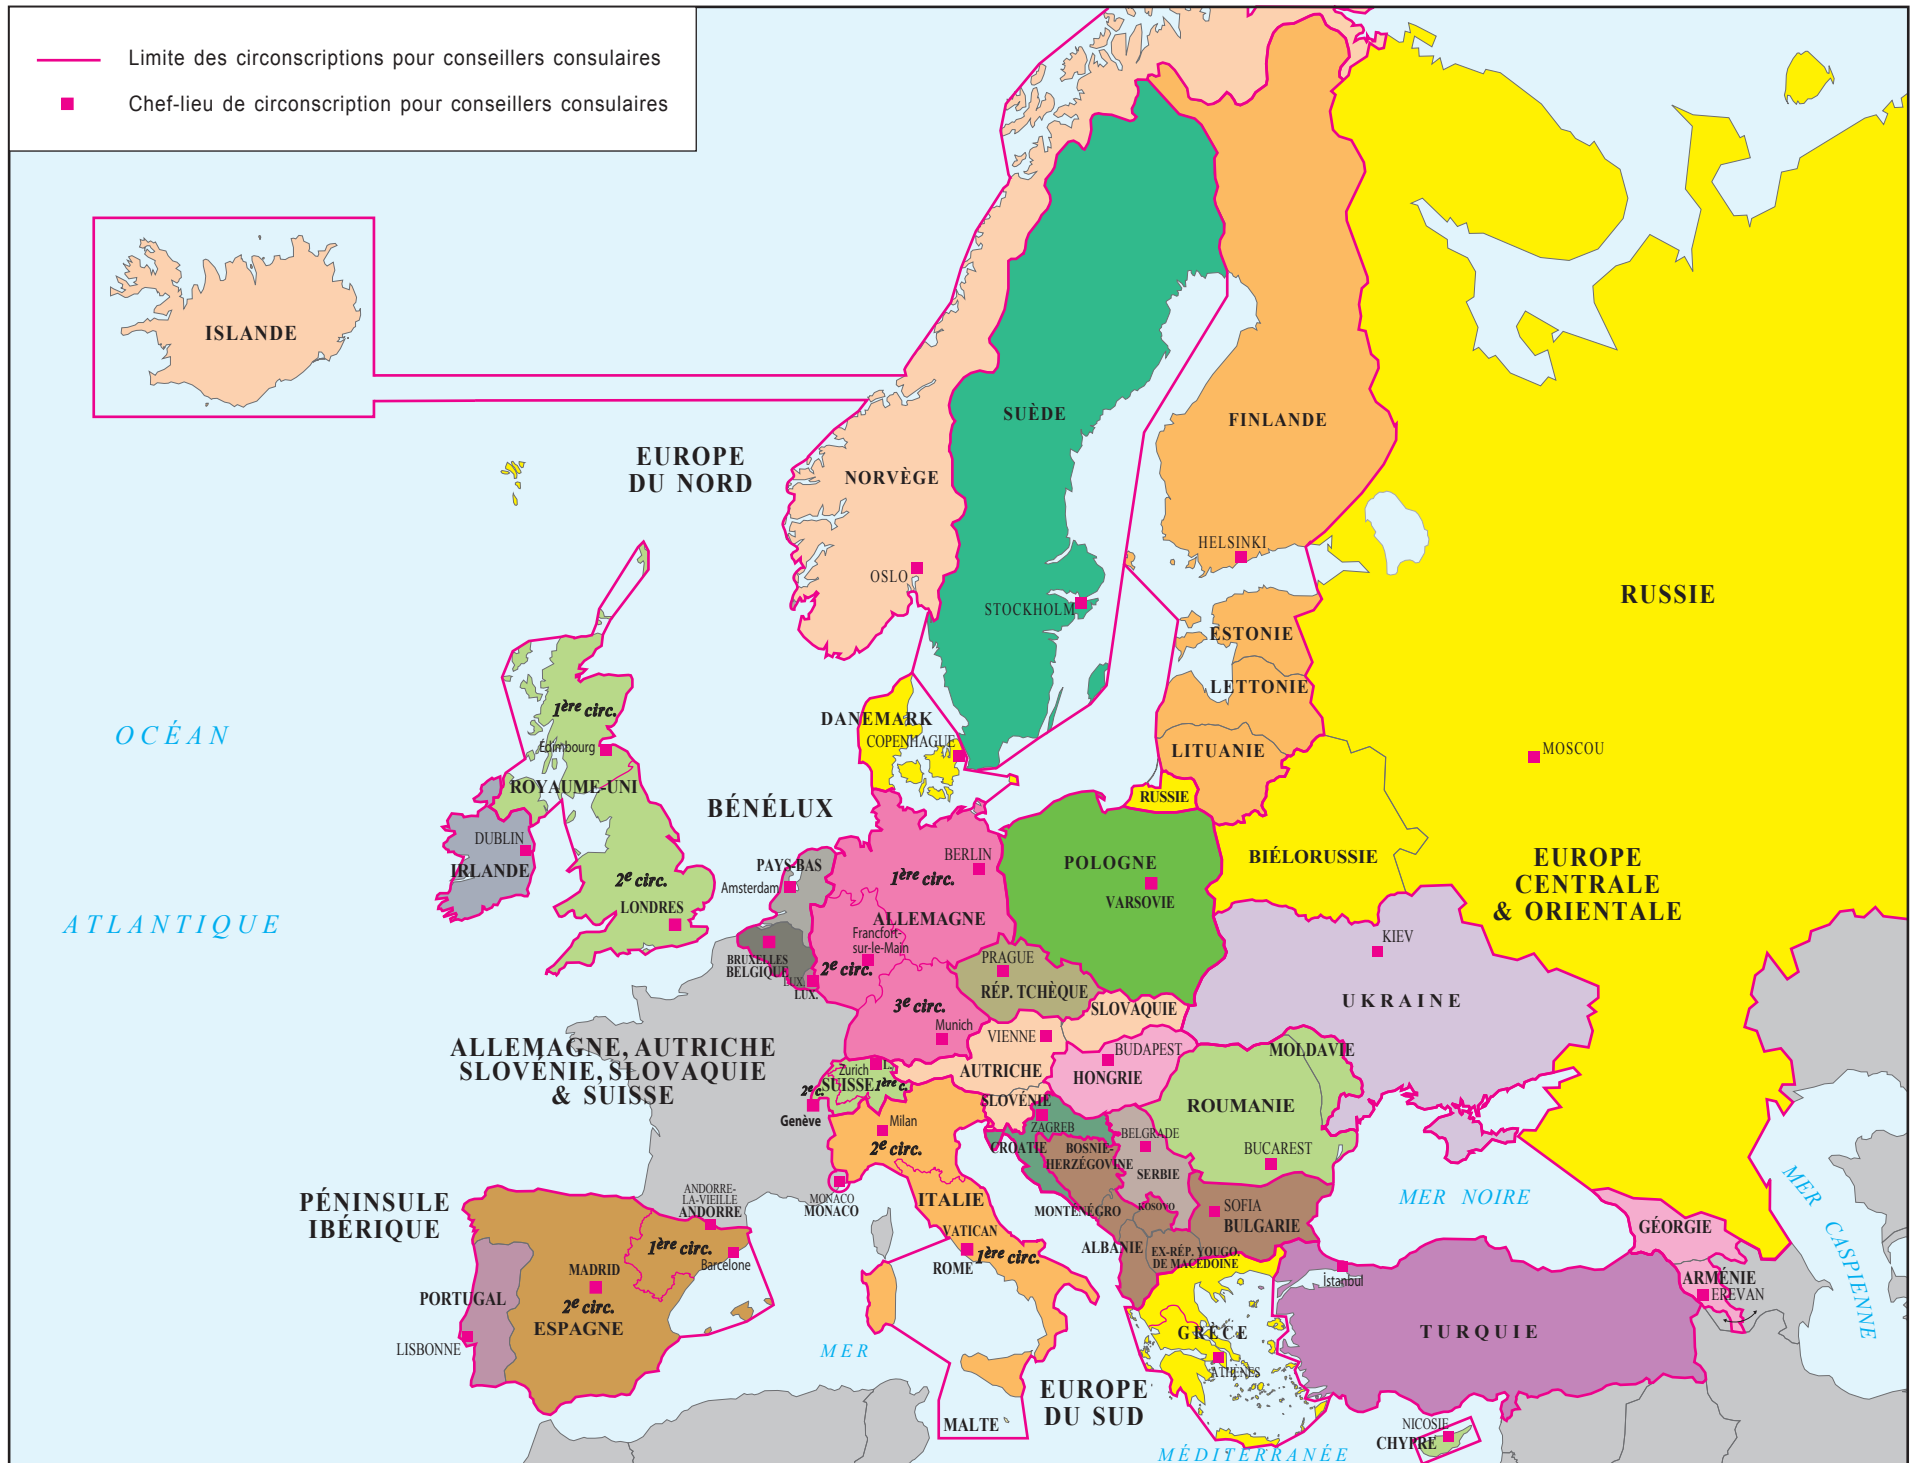 Limite des circonscriptions pour conseillers consulaires
Chef-lieu de circonscription pour conseillers consulaires
ISLANDE
SUÈDE
FINLANDE
EUROPE
DU NORD
NORVÈGE
HELSINKI
OSLO
STOCKHOLM
RUSSIE
ESTONIE
LETTONIE
1ère circ.
DANEMARK
COPENHAGUE
OCÉAN
Édimbourg
LITUANIE
MOSCOU
ROYAUME-UNI
RUSSIE
BÉNÉLUX
DUBLIN
IRLANDE
PAYS-BAS
BERLIN
POLOGNE
BIÉLORUSSIE
EUROPE
CENTRALE
& ORIENTALE
2e circ.
Amsterdam
1ère circ.
VARSOVIE
LONDRES
ALLEMAGNE
ATLANTIQUE
Francfort-
sur-le-Main
KIEV
BRUXELLES
BELGIQUE
2e circ.
PRAGUE
LUX.
LUX.
RÉP. TCHÈQUE
3e circ.
SLOVAQUIE
UKRAINE
Munich
VIENNE
ALLEMAGNE, AUTRICHE
SLOVÉNIE, SLOVAQUIE
& SUISSE
BUDAPEST
MOLDAVIE
Zurich
L.
AUTRICHE
HONGRIE
2e c.
SUISSE
1ère c.
SLOVÉNIE
ROUMANIE
Genève
Milan
ZAGREB
BELGRADE
2e circ.
CROATIE
BOSNIE-
HERZÉGOVINE
BUCAREST
SERBIE
PÉNINSULE
IBÉRIQUE
ANDORRE-
LA-VIEILLE
ANDORRE
MONACO
MONACO
ITALIE
MONTÉNÉGRO
KOSOVO
SOFIA
BULGARIE
MER NOIRE
MER CASPIENNE
GÉORGIE
VATICAN
1ère circ.
Barcelone
ROME
1ère circ.
ALBANIE
EX-RÉP. YOUGO.
DE MACEDOINE
MADRID
İstanbul
ARMÉNIE
EREVAN
PORTUGAL
2e circ.
ESPAGNE
GRÈCE
TURQUIE
LISBONNE
MER
ATHÈNES
EUROPE
DU SUD
MALTE
NICOSIE
CHYPRE
MÉDITERRANÉE